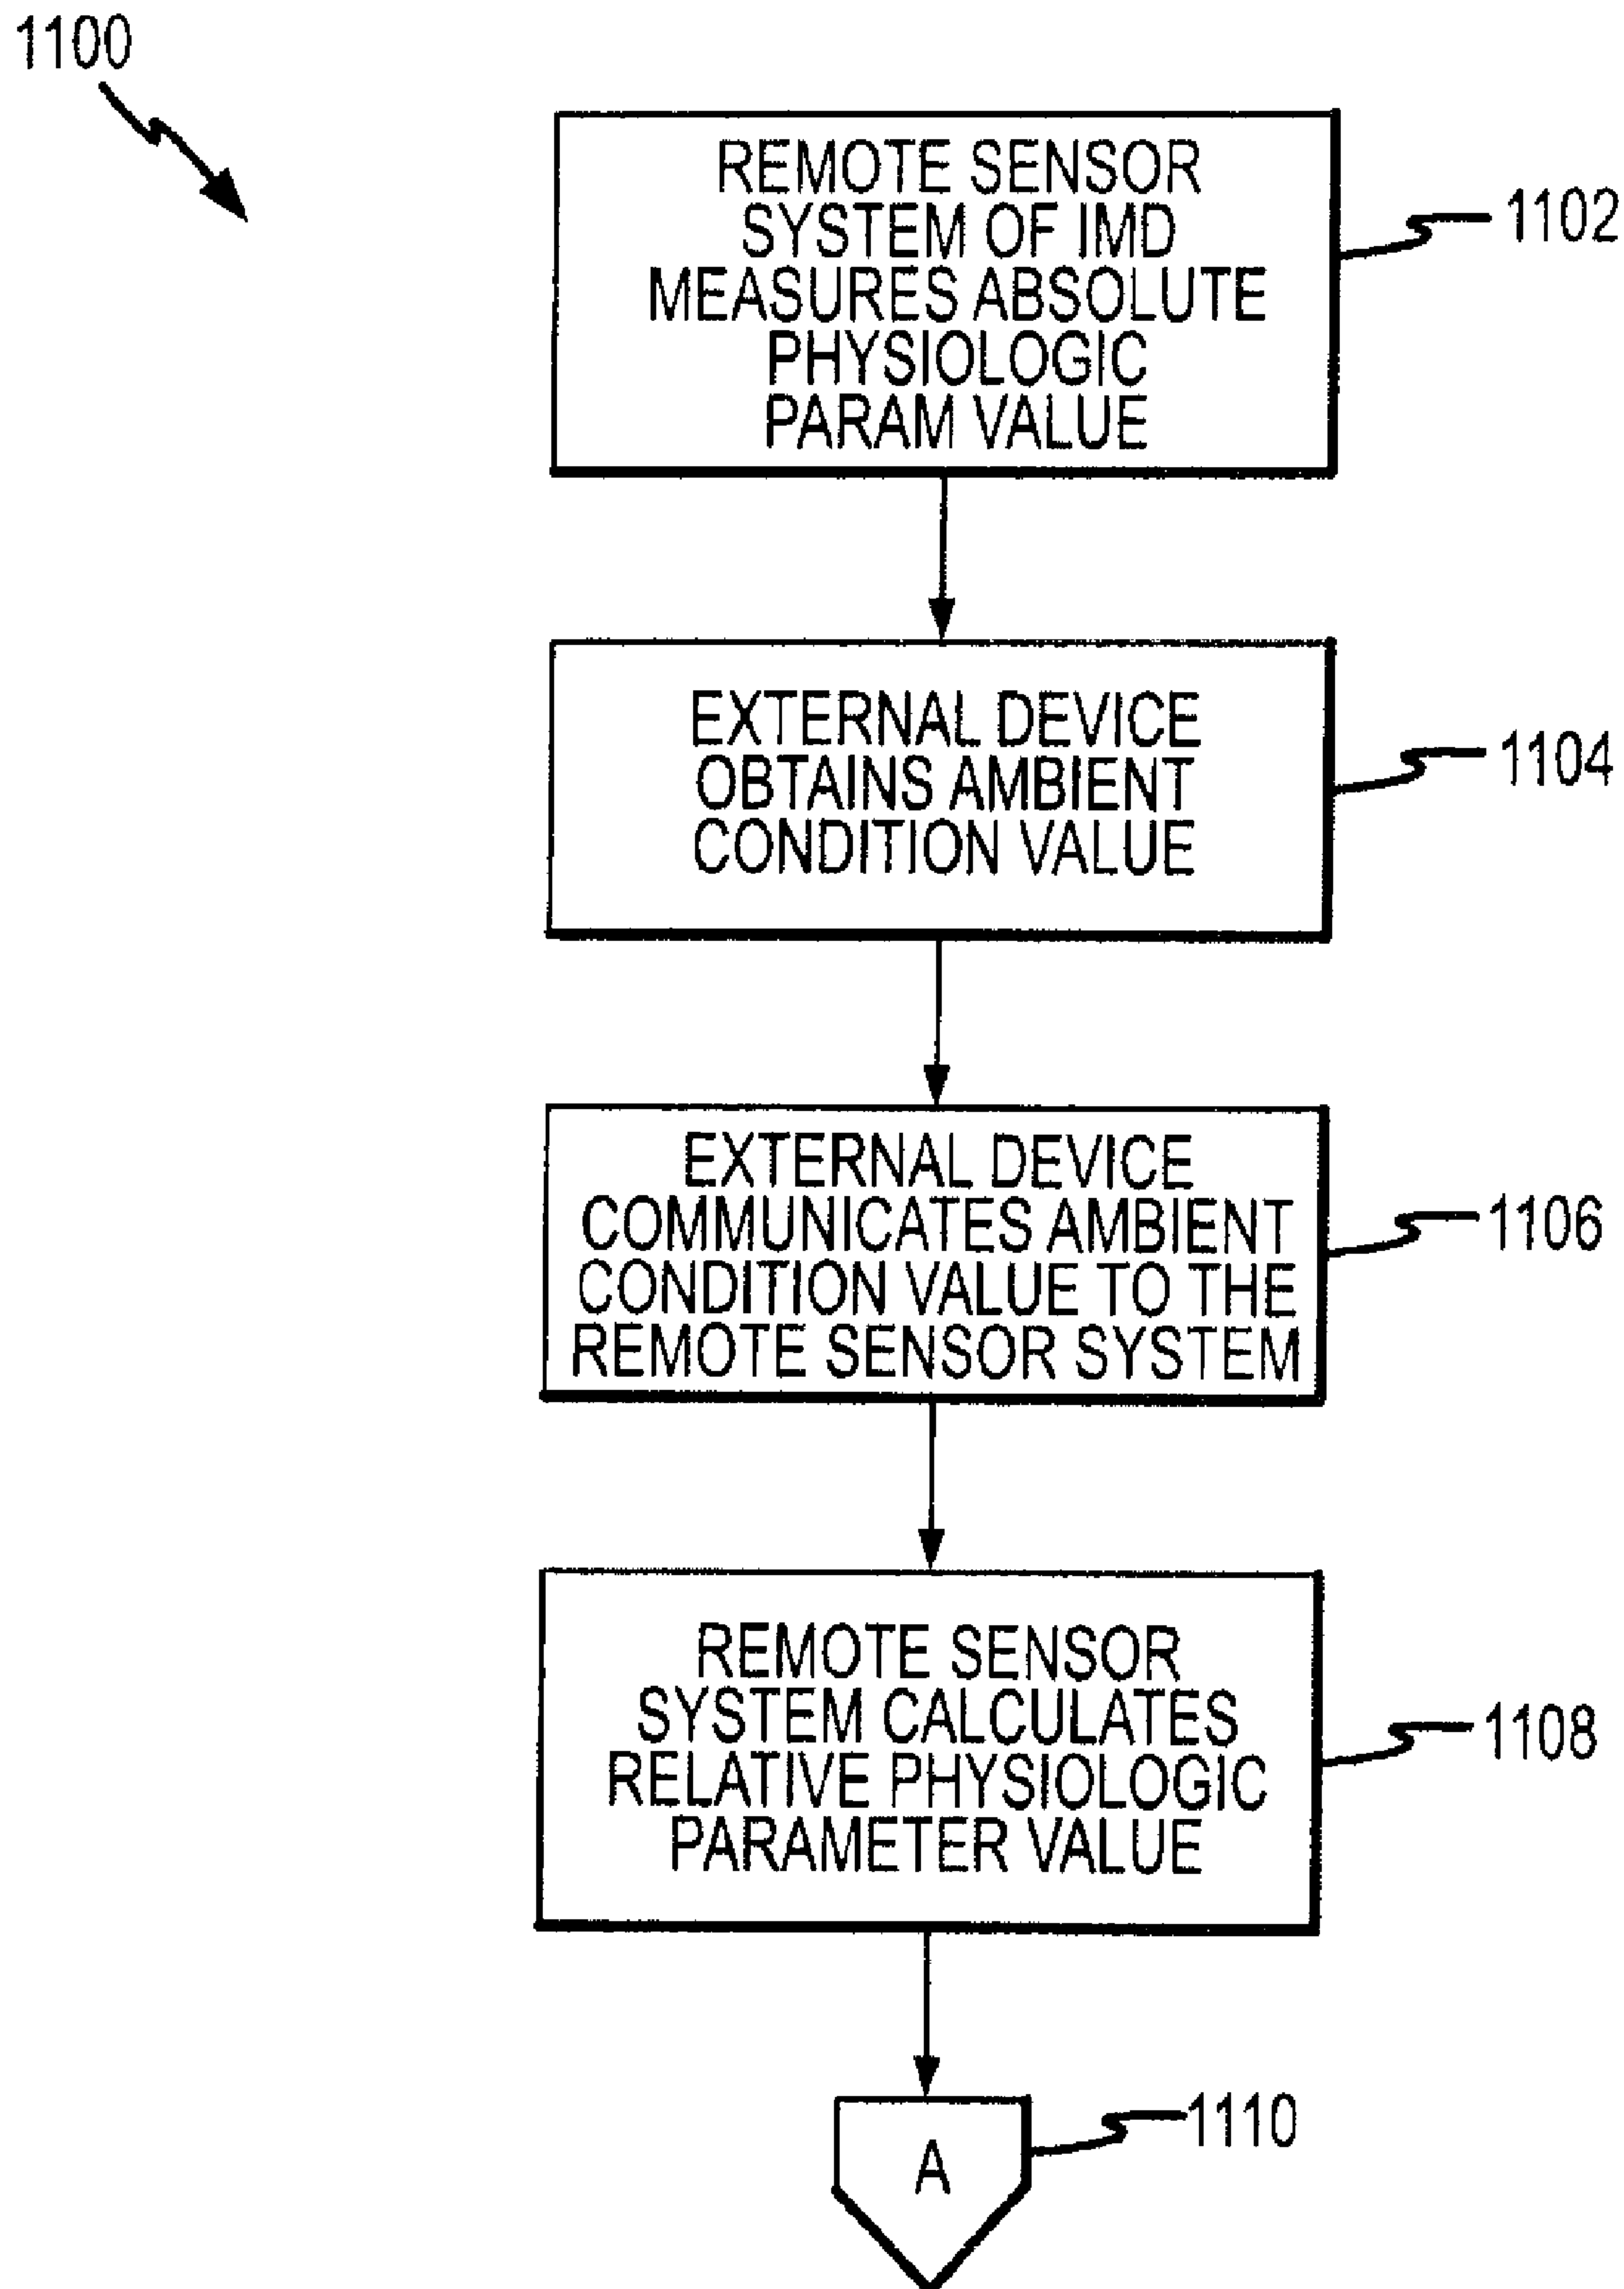 1100
REMOTE SENSOR
SYSTEM OF IMD
MEASURES ABSOLUTE
PHYSIOLOGIC
PARAM VALUE
1102
EXTERNAL DEVICE
OBTAINS AMBIENT
CONDITION VALUE
1104
EXTERNAL DEVICE
COMMUNICATES AMBIENT
CONDITION VALUE TO THE
REMOTE SENSOR SYSTEM
1106
REMOTE SENSOR
SYSTEM CALCULATES
RELATIVE PHYSIOLOGIC
PARAMETER VALUE
1108
A
1110